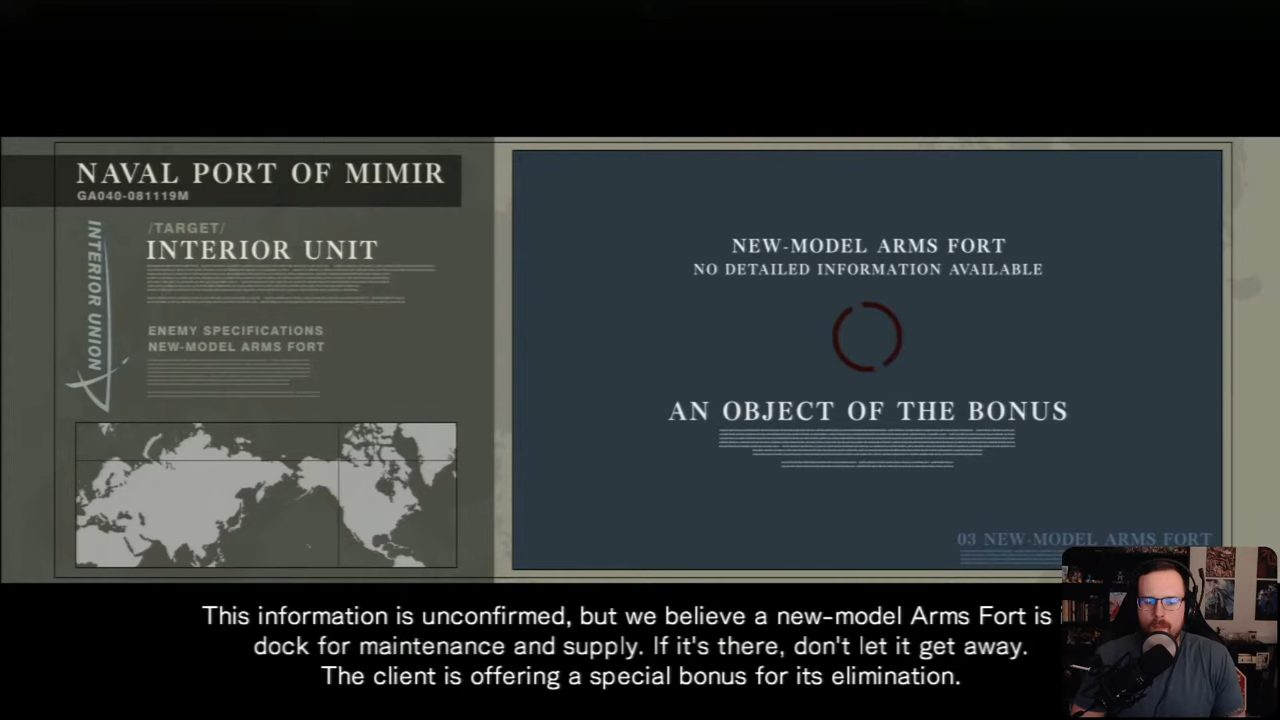 NAVAL PORT OF MIMIR
GA040-081119M
INTERIOR UNION
/TARGET/
INTERIOR UNIT
ENEMY SPECIFICATIONS
NEW-MODEL ARMS FORT
NEW-MODEL ARMS FORT
NO DETAILED INFORMATION AVAILABLE
AN OBJECT OF THE BONUS
03 NEW-MODEL ARMS FORT
This information is unconfirmed, but we believe a new-model Arms Fort is
dock for maintenance and supply. If it's there, don't let it get away.
The client is offering a special bonus for its elimination.